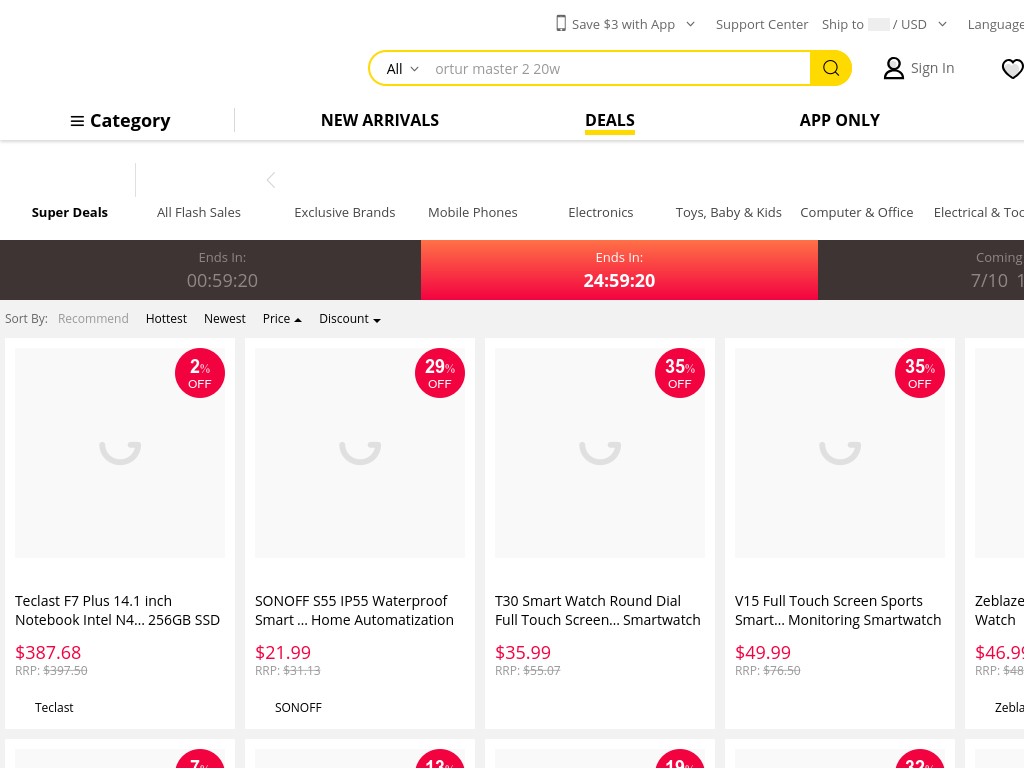 Save $3 with App
Support Center
Ship to / USD
Language
All
ortur master 2 20w
Sign In
Category
NEW ARRIVALS
DEALS
APP ONLY
Super Deals
All Flash Sales
Exclusive Brands
Mobile Phones
Electronics
Toys, Baby & Kids
Computer & Office
Electrical &
Ends In:
00:59:20
Ends In:
24:59:20
Coming
7/10
Sort By:
Recommend
Hottest
Newest
Price
Discount
2%
OFF
29%
OFF
35%
OFF
35%
OFF
Teclast F7 Plus 14.1 inch
Notebook Intel N4... 256GB SSD
$387.68
RRP: $397.50
Teclast
SONOFF S55 IP55 Waterproof
Smart ... Home Automatization
$21.99
RRP: $31.13
SONOFF
T30 Smart Watch Round Dial
Full Touch Screen... Smartwatch
$35.99
RRP: $55.07
V15 Full Touch Screen Sports
Smart... Monitoring Smartwatch
$49.99
RRP: $76.50
Zeblaze
Watch
$46.99
RRP: $48
Zebla
7%
13%
19%
32%